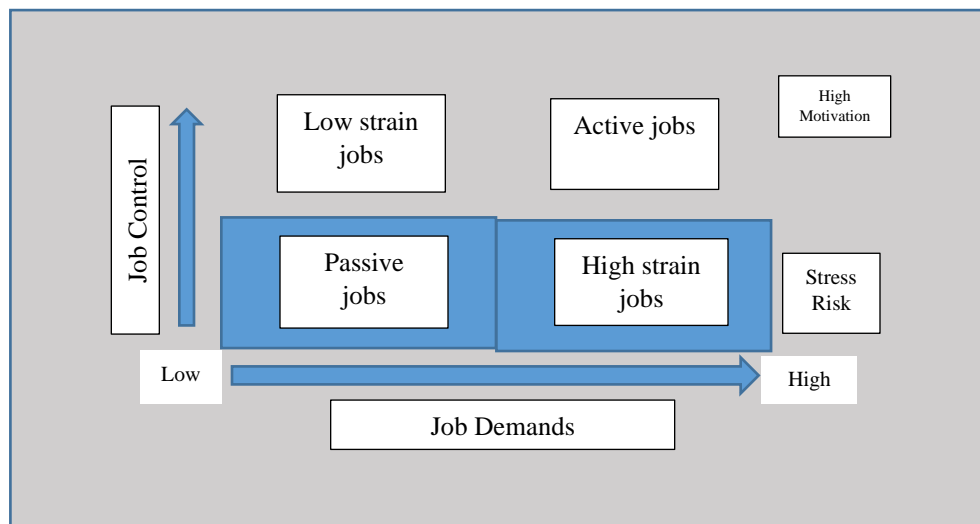 Low strain
jobs
Active jobs
High
Motivation
Job Control
Passive
jobs
High strain
jobs
Stress
Risk
Low
High
Job Demands